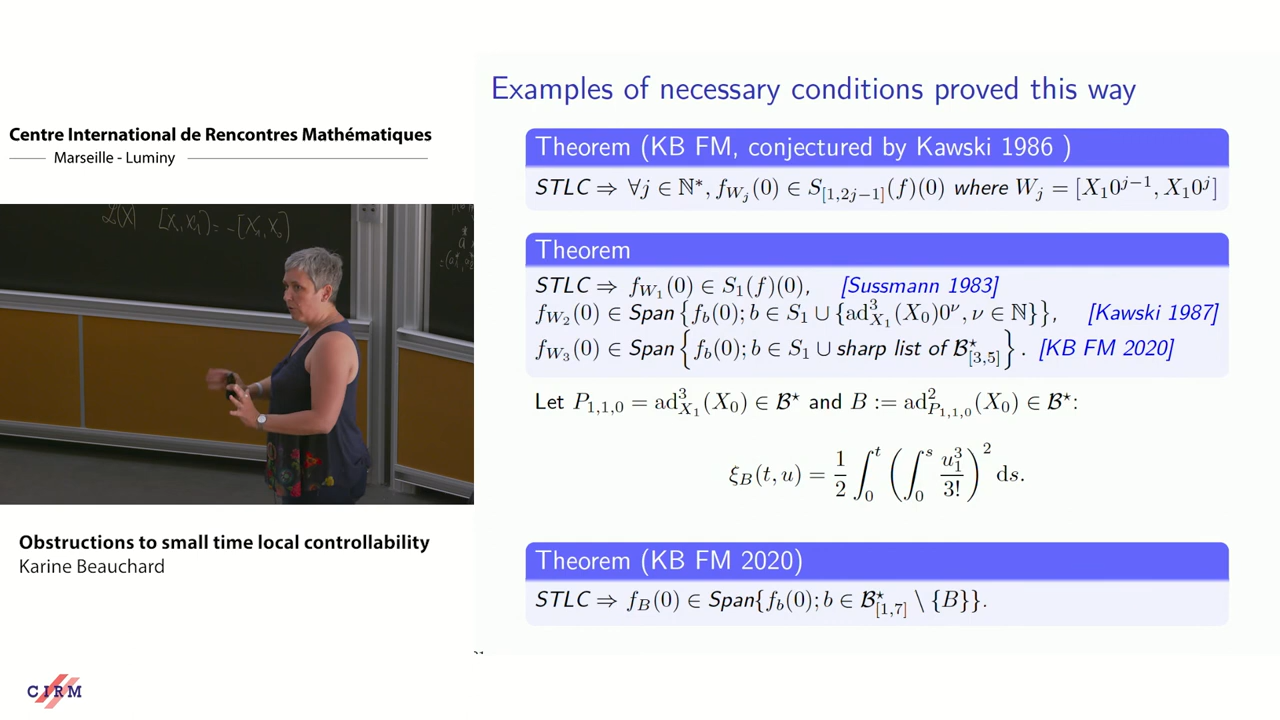 Centre International de Rencontres Mathématiques
Marseille - Luminy
[X_1 X_1) = -[X_1, X_0)
Obstructions to small time local controllability
Karine Beauchard
CIRM
Examples of necessary conditions proved this way
Theorem (KB FM, conjectured by Kawski 1986 )
STLC ⇒ ∀j ∈ ℕ*, f_{W_j}(0) ∈ S_{[1,2j−1]}(f)(0) where W_j = [X_1 0^{j−1}, X_1 0^j]
Theorem
STLC ⇒ f_{W_1}(0) ∈ S_1(f)(0), [Sussmann 1983]
f_{W_2}(0) ∈ Span{f_b(0); b ∈ S_1 ∪ {ad^3_{X_1}(X_0)0^ν, ν ∈ ℕ}}, [Kawski 1987]
f_{W_3}(0) ∈ Span{f_b(0); b ∈ S_1 ∪ sharp list of 𝓑^⋆_{[3,5]}}. [KB FM 2020]
Let P_{1,1,0} = ad^3_{X_1}(X_0) ∈ 𝓑^⋆ and B := ad^2_{P_{1,1,0}}(X_0) ∈ 𝓑^⋆:
ξ_B(t, u) = 1/2 ∫_0^t (∫_0^s u_1^3/3!)^2 ds.
Theorem (KB FM 2020)
STLC ⇒ f_B(0) ∈ Span{f_b(0); b ∈ 𝓑^⋆_{[1,7]} \ {B}}.